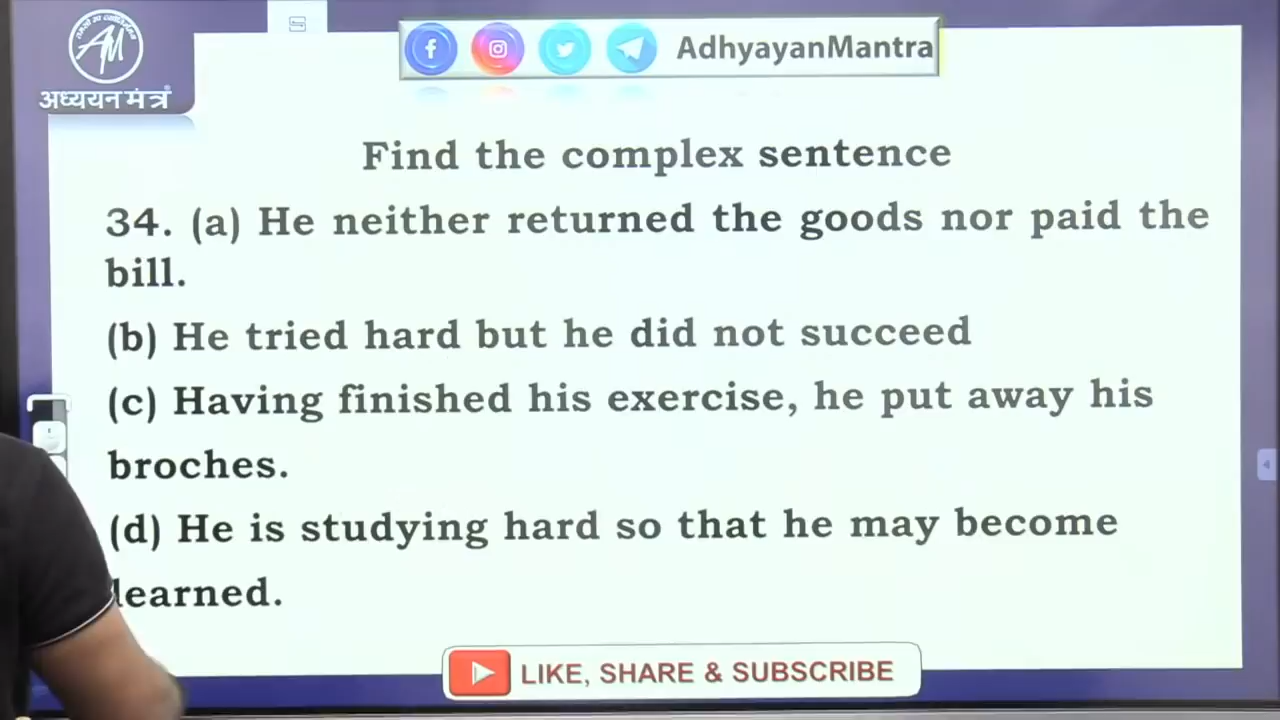 AM
अध्ययन मंत्र
AdhyayanMantra
Find the complex sentence
34. (a) He neither returned the goods nor paid the
bill.
(b) He tried hard but he did not succeed
(c) Having finished his exercise, he put away his
broches.
(d) He is studying hard so that he may become
learned.
LIKE, SHARE & SUBSCRIBE